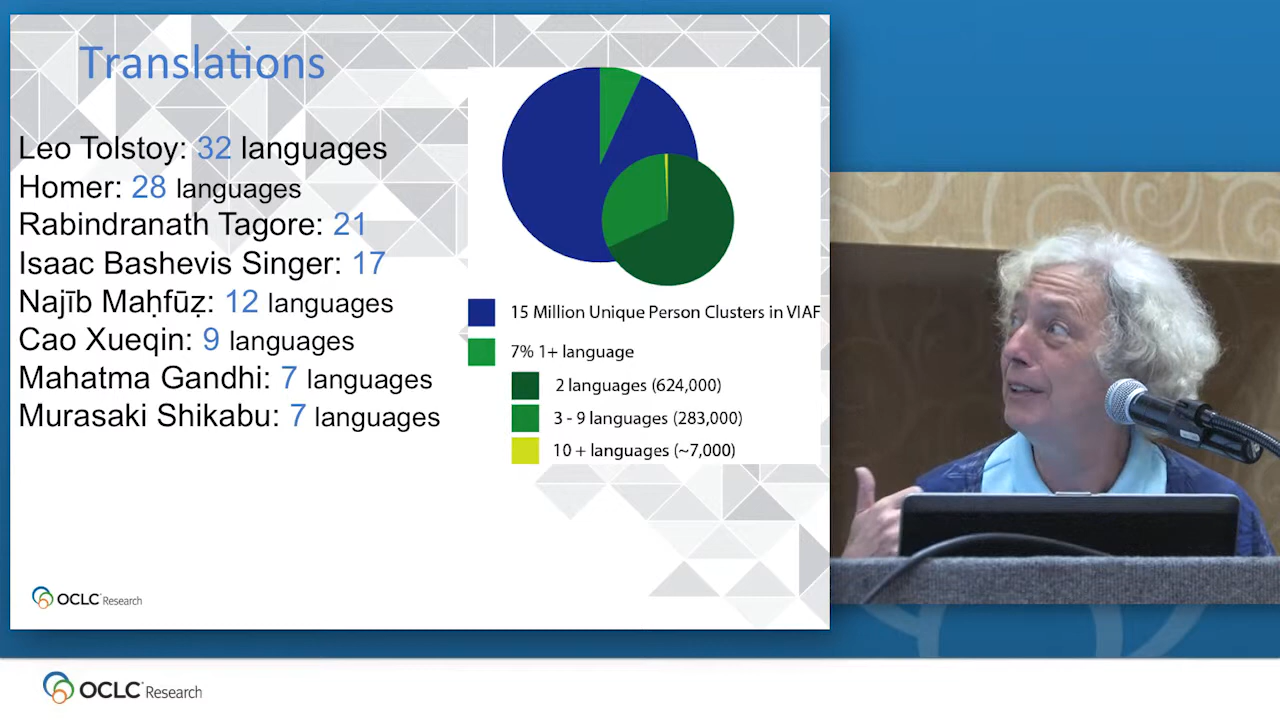 Translations
Leo Tolstoy: 32 languages
Homer: 28 languages
Rabindranath Tagore: 21
Isaac Bashevis Singer: 17
Najīb Maḥfūẓ: 12 languages
Cao Xueqin: 9 languages
Mahatma Gandhi: 7 languages
Murasaki Shikabu: 7 languages
15 Million Unique Person Clusters in VIAF
7% 1+ language
2 languages (624,000)
3 - 9 languages (283,000)
10 + languages (~7,000)
OCLC Research
OCLC Research